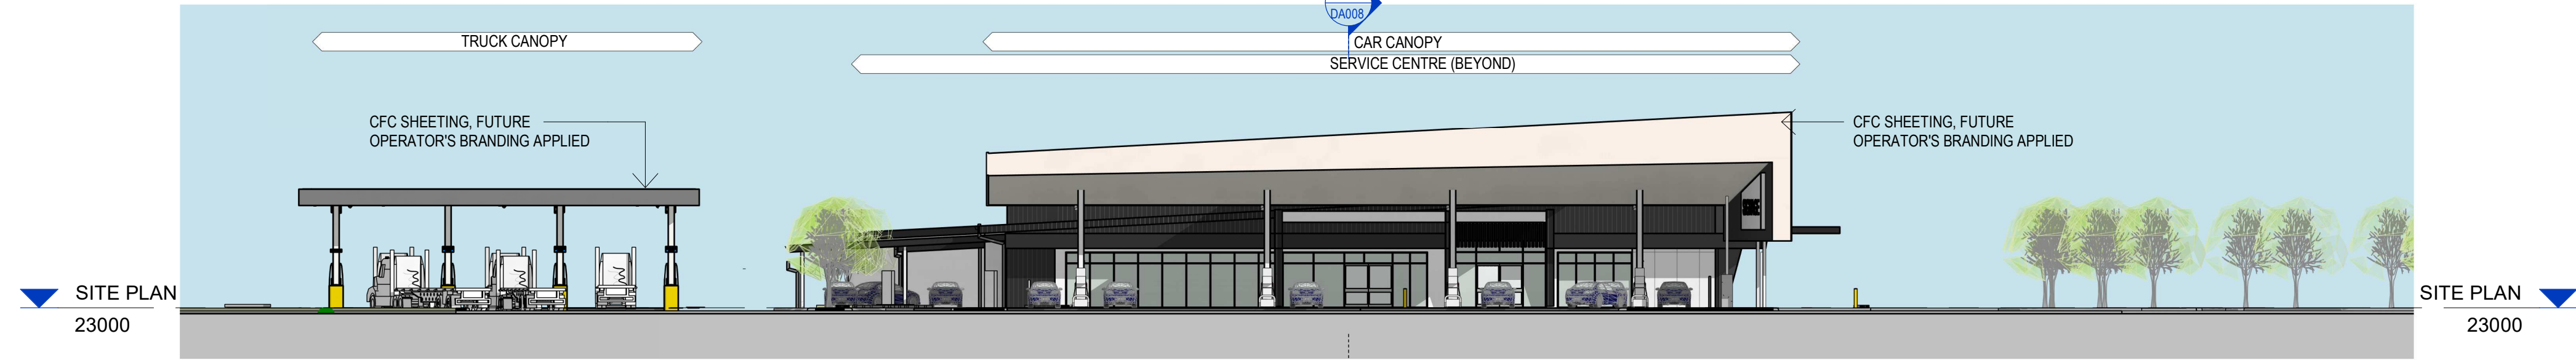 DA008
TRUCK CANOPY
CAR CANOPY
SERVICE CENTRE (BEYOND)
CFC SHEETING, FUTURE
OPERATOR'S BRANDING APPLIED
CFC SHEETING, FUTURE
OPERATOR'S BRANDING APPLIED
SITE PLAN
23000
SITE PLAN
23000